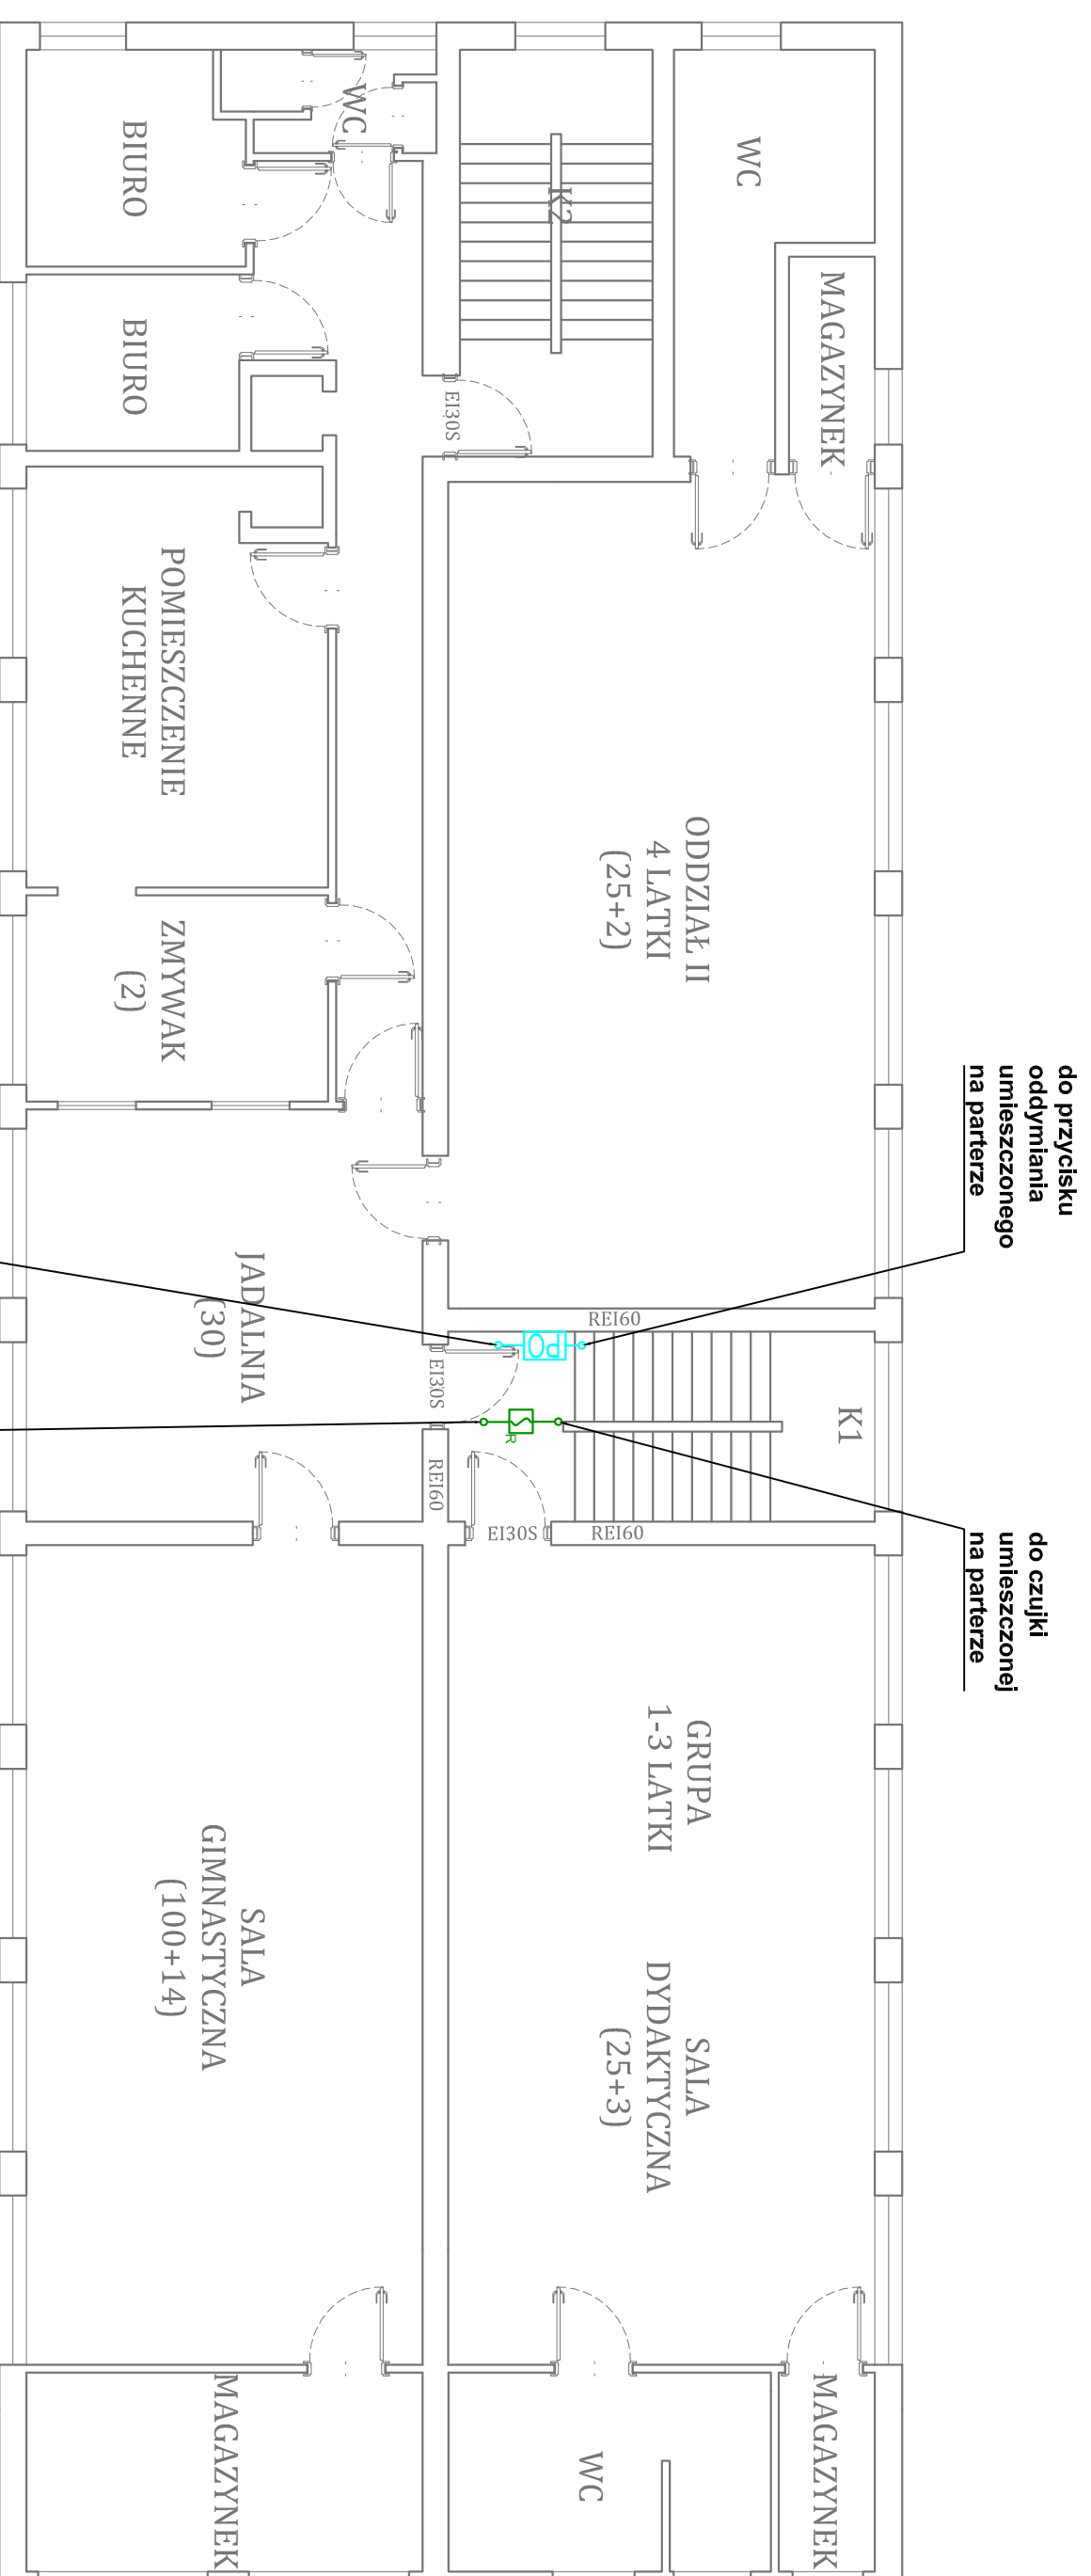 do przycisku
oddymiania
umieszczonego
na parterze
do czujki
umieszczonej
na parterze
WC
MAGAZYNEK
K2
WC
BIURO
BIURO
EI30S
POMIESZCZENIE
KUCHENNE
ODDZIAŁ II
4 LATKI
(25+2)
ZMYWAK
(2)
JADALNIA
(30)
REI60
PO
K1
EI30S
R
REI60
EI30S
REI60
GRUPA
1-3 LATKI
SALA
DYDAKTYCZNA
(25+3)
SALA
GIMNASTYCZNA
(100+14)
MAGAZYNEK
WC
MAGAZYNEK